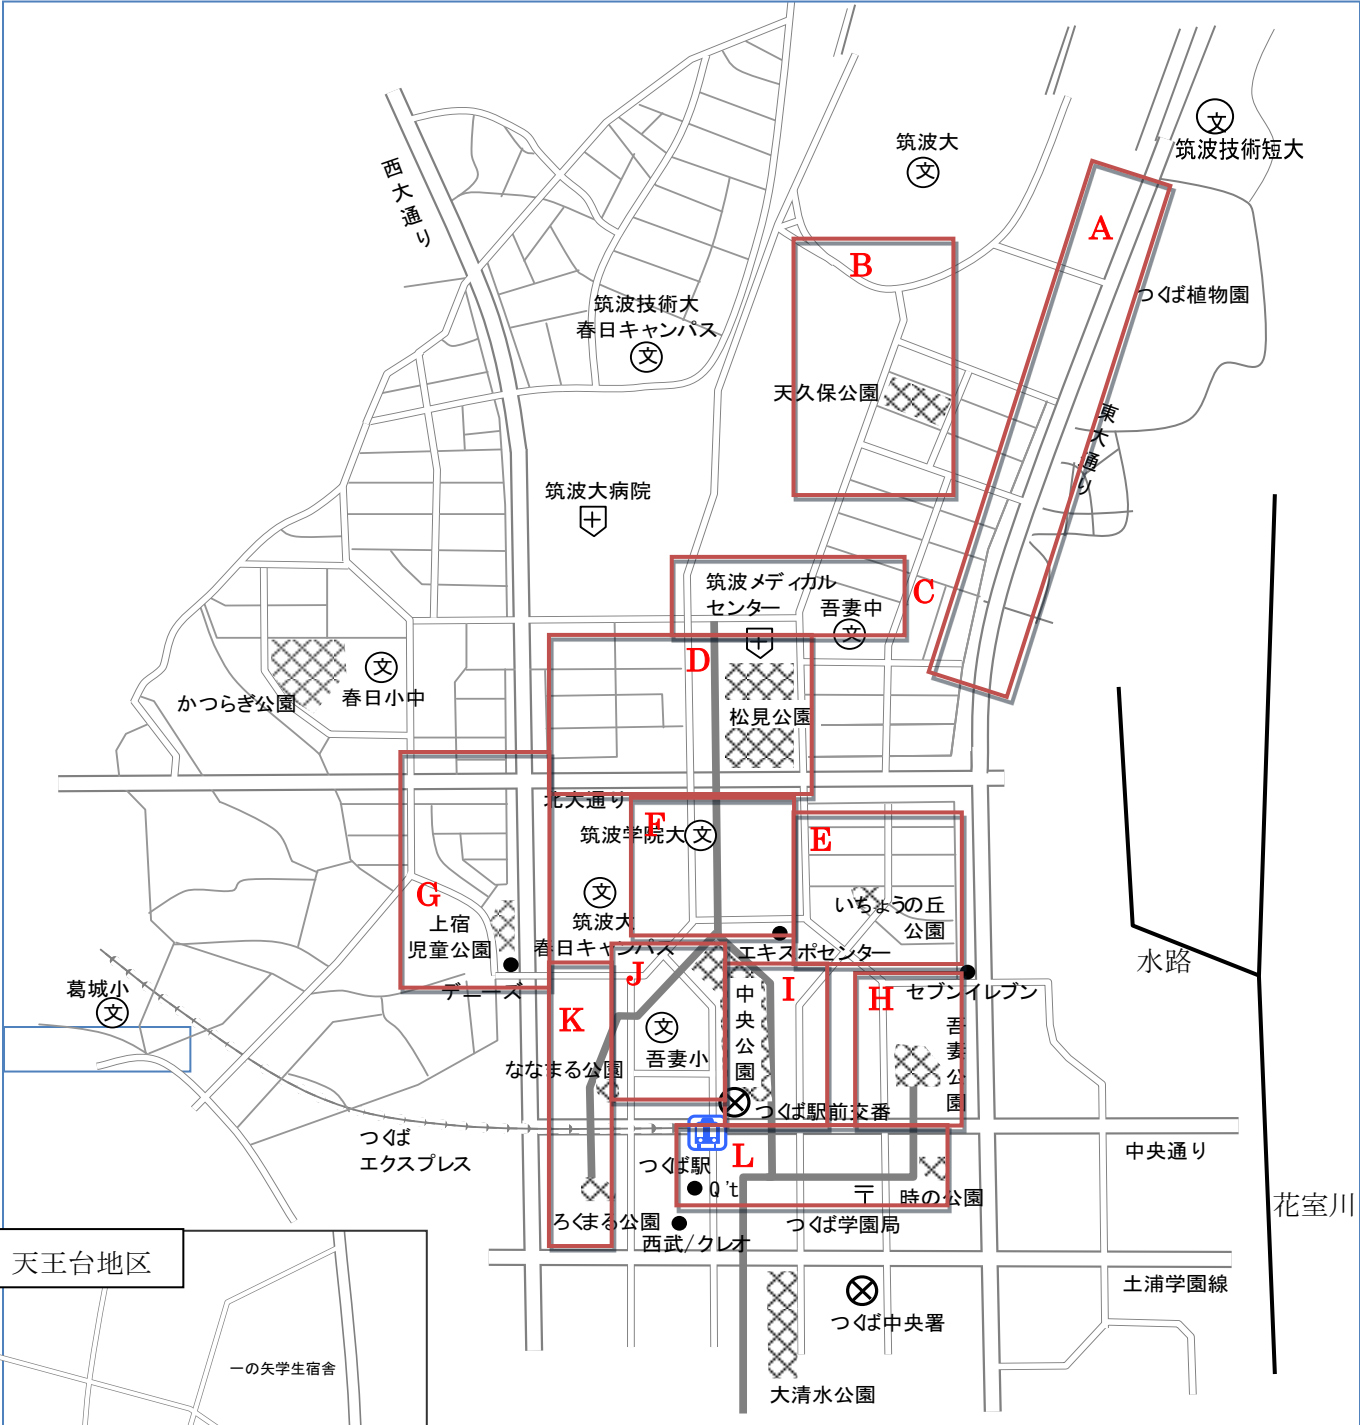 文
筑波技術短大
筑波大
文
西大通り
A
B
つくば植物園
筑波技術大
春日キャンパス
文
天久保公園
東大通り
筑波大病院
筑波メディカル
センター
吾妻中
文
C
D
文
春日小中
かつらぎ公園
松見公園
北大通り
F
筑波学院大
文
E
G
文
いちょうの丘
公園
上宿
児童公園
筑波大
春日キャンパス
エキスポセンター
水路
J
I
H
葛城小
文
デニーズ
セブンイレブン
中央公園
K
文
吾妻小
吾妻公園
ななまる公園
つくば駅前交番
つくば
エクスプレス
つくば駅
L
中央通り
Q't
〒
時の公園
花室川
ろくまる公園
西武/クレオ
つくば学園局
天王台地区
土浦学園線
つくば中央署
一の矢学生宿舎
大清水公園